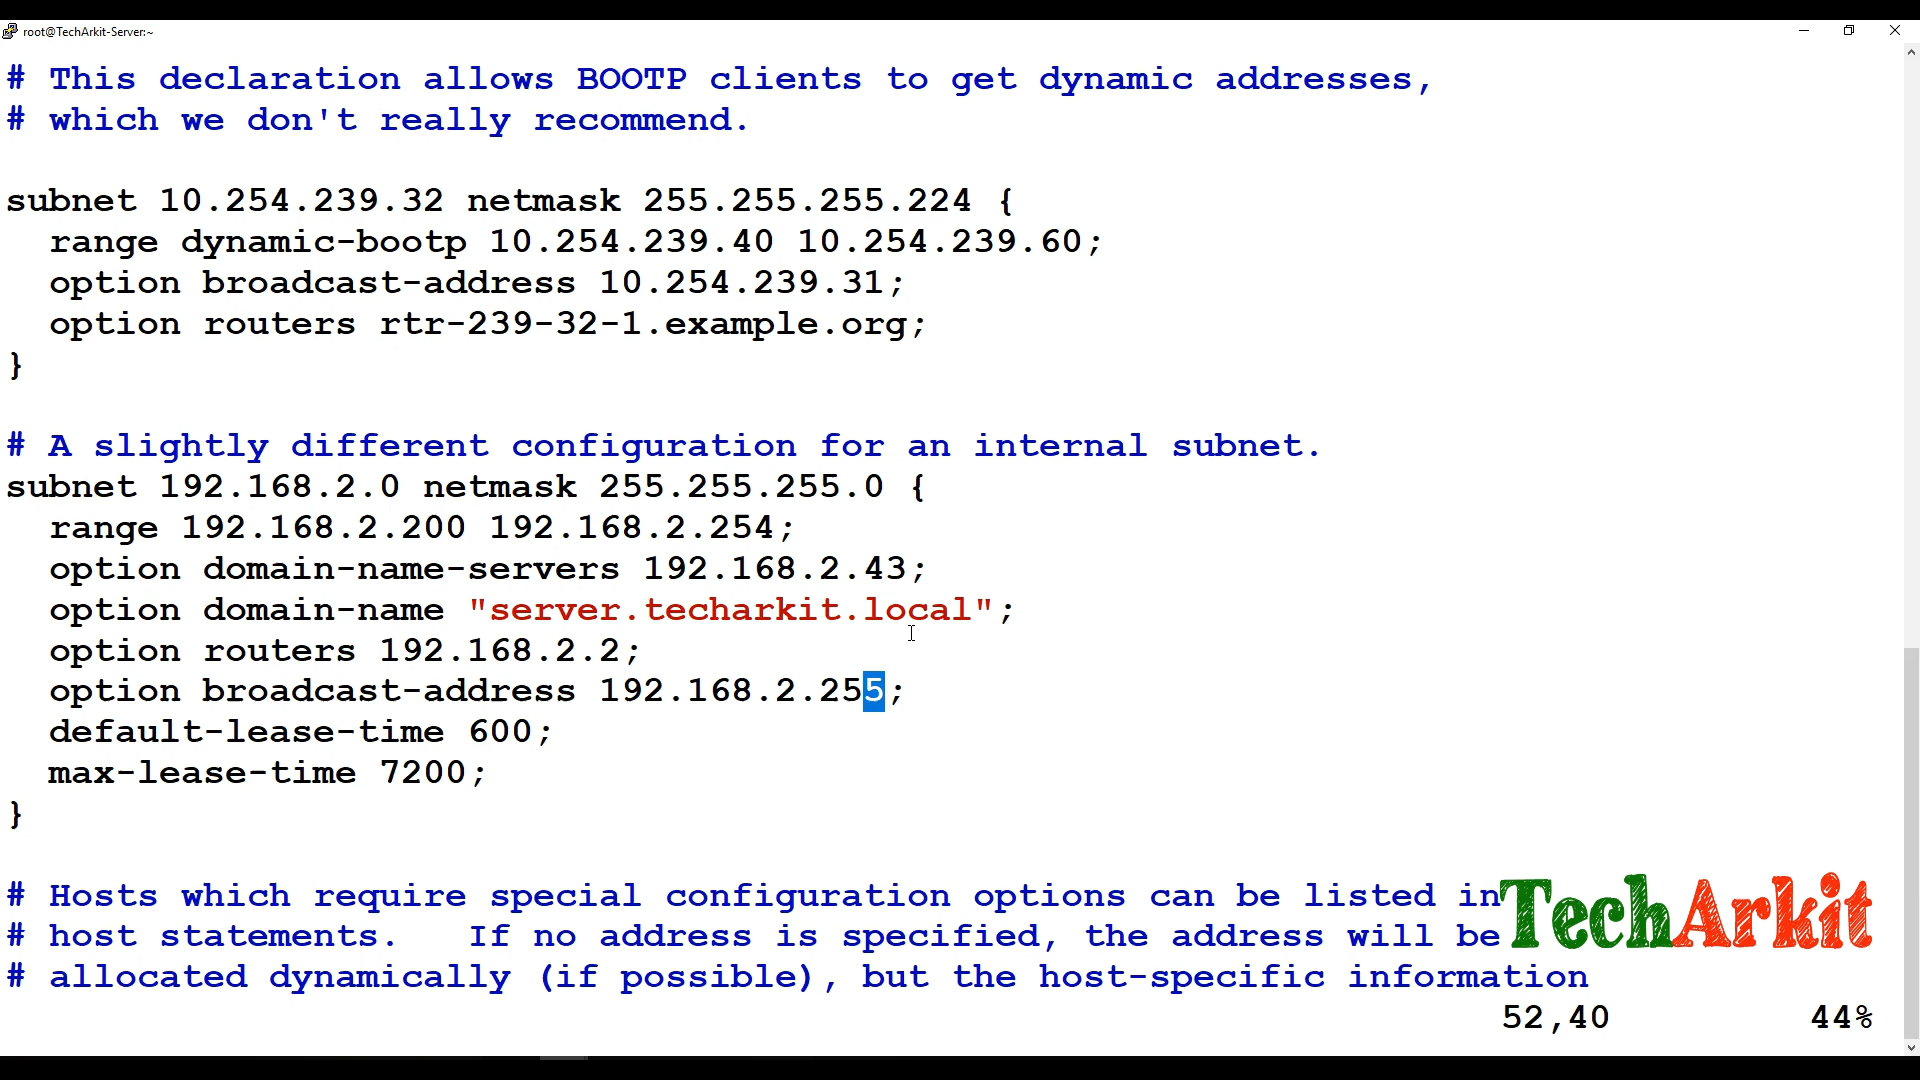 root@TechArkit-Server:~
# This declaration allows BOOTP clients to get dynamic addresses,
# which we don't really recommend.
subnet 10.254.239.32 netmask 255.255.255.224 {
  range dynamic-bootp 10.254.239.40 10.254.239.60;
  option broadcast-address 10.254.239.31;
  option routers rtr-239-32-1.example.org;
}
# A slightly different configuration for an internal subnet.
subnet 192.168.2.0 netmask 255.255.255.0 {
  range 192.168.2.200 192.168.2.254;
  option domain-name-servers 192.168.2.43;
  option domain-name "server.techarkit.local";
  option routers 192.168.2.2;
  option broadcast-address 192.168.2.255;
  default-lease-time 600;
  max-lease-time 7200;
}
# Hosts which require special configuration options can be listed in
# host statements.   If no address is specified, the address will be
# allocated dynamically (if possible), but the host-specific information
TechArkit
52,40 44%